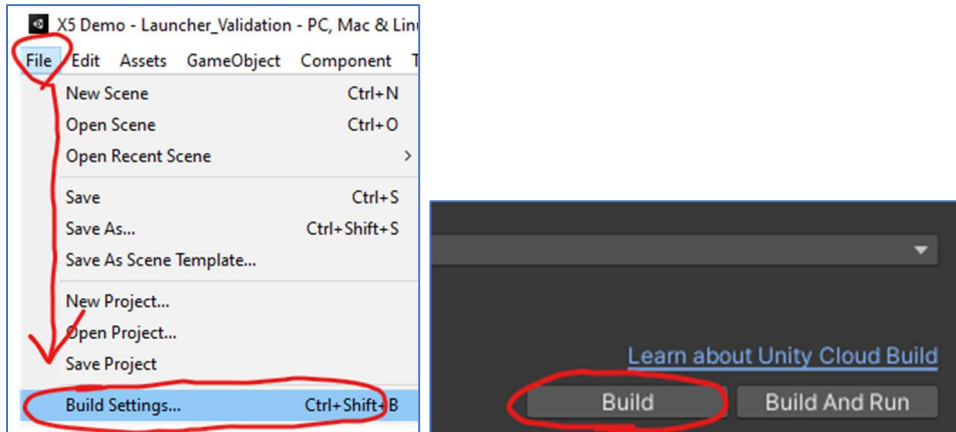 X5 Demo - Launcher_Validation - PC, Mac & Lin
File Edit Assets GameObject Component T
New Scene Ctrl+N
Open Scene Ctrl+O
Open Recent Scene >
Save Ctrl+S
Save As... Ctrl+Shift+S
Save As Scene Template...
New Project...
Open Project...
Save Project
Build Settings... Ctrl+Shift+B
Learn about Unity Cloud Build
Build Build And Run